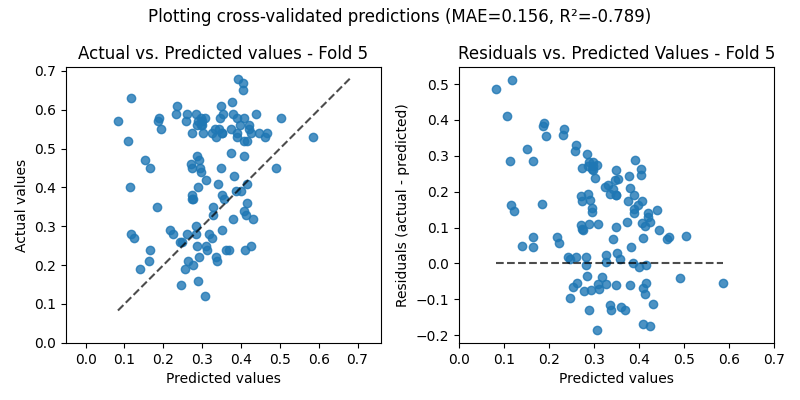 Plotting cross-validated predictions (MAE=0.156, R²=-0.789)
Actual vs. Predicted values - Fold 5
Actual values
0.7
0.6
0.5
0.4
0.3
0.2
0.1
0.0
0.0 0.1 0.2 0.3 0.4 0.5 0.6 0.7
Predicted values
Residuals vs. Predicted Values - Fold 5
Residuals (actual - predicted)
0.5
0.4
0.3
0.2
0.1
0.0
−0.1
−0.2
0.0 0.1 0.2 0.3 0.4 0.5 0.6 0.7
Predicted values